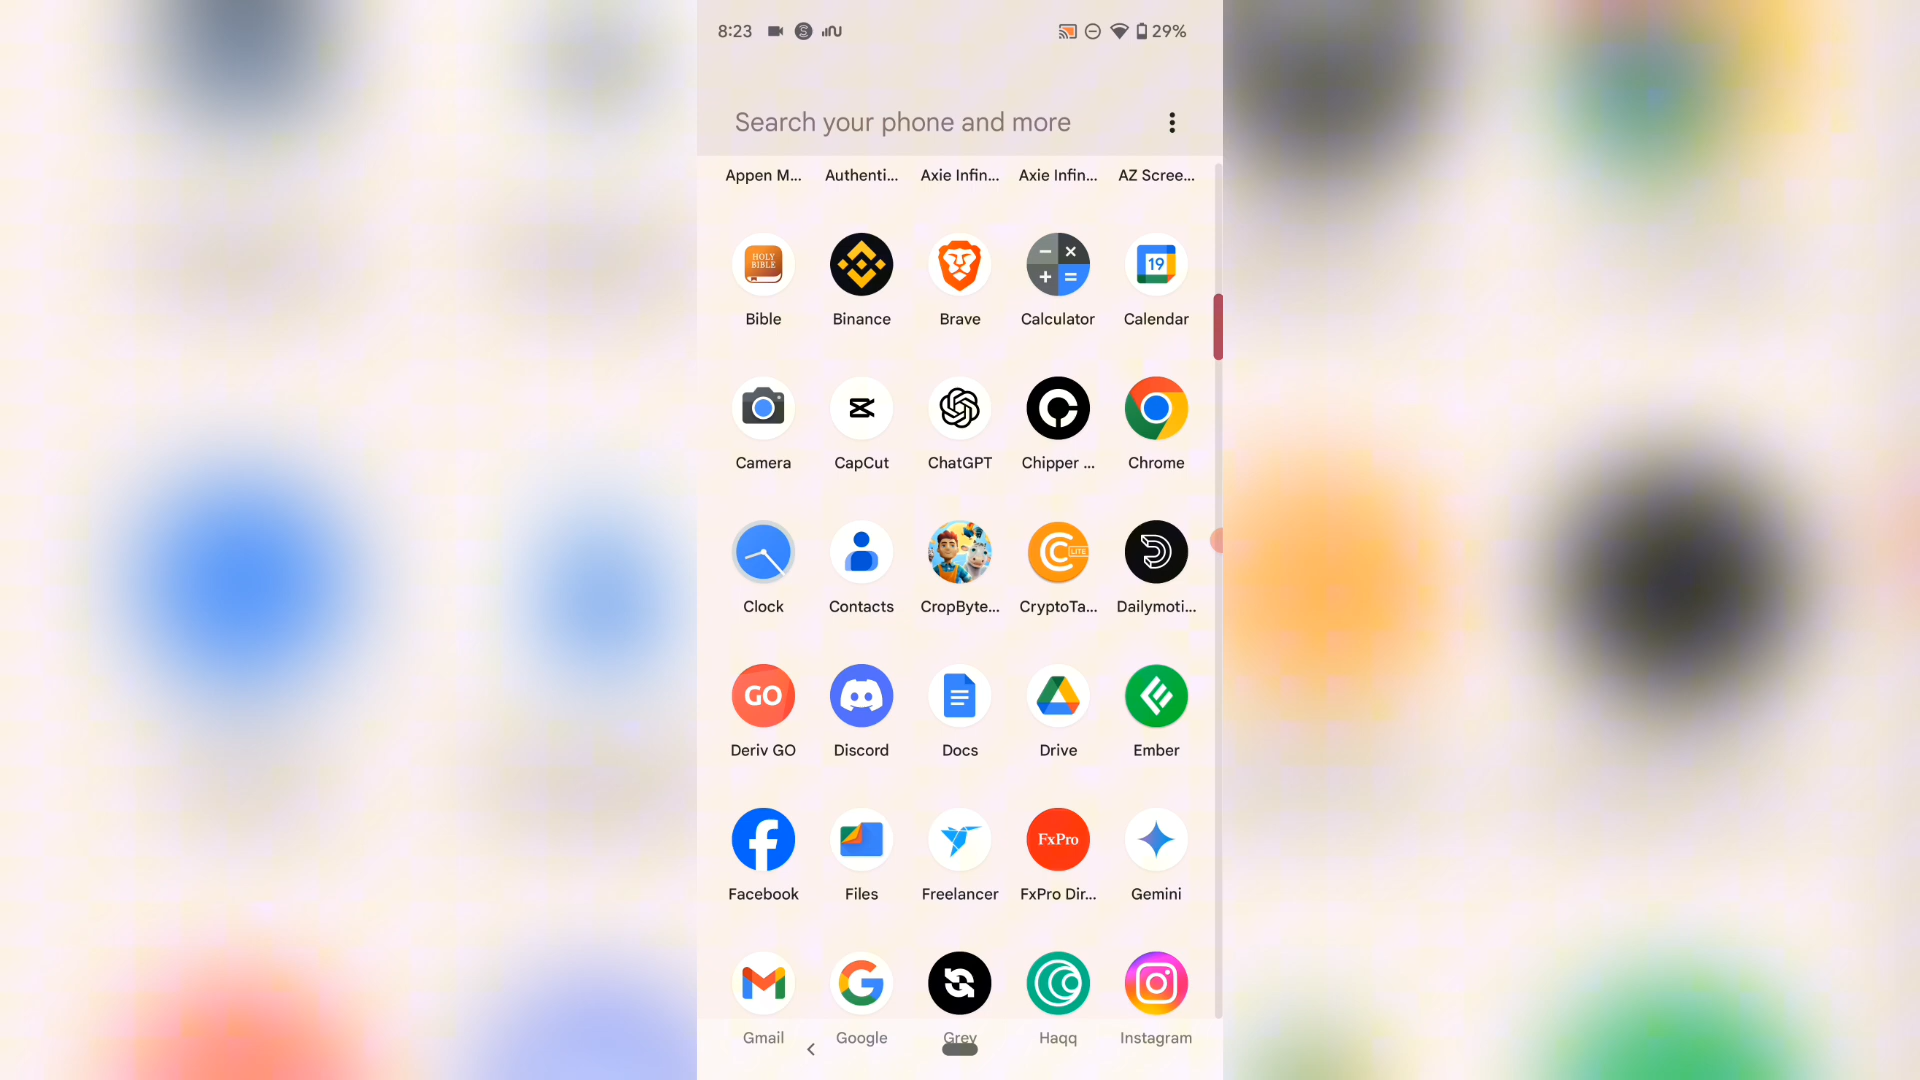 8:23
29%
Search your phone and more
Appen M... Authenti... Axie Infin... Axie Infin... AZ Scree...
HOLY
BIBLE
19
Bible Binance Brave Calculator Calendar
Camera CapCut ChatGPT Chipper ... Chrome
LITE
Clock Contacts CropByte... CryptoTa... Dailymoti...
GO
Deriv GO Discord Docs Drive Ember
FxPro
Facebook Files Freelancer FxPro Dir... Gemini
Gmail Google Grey Haqq Instagram